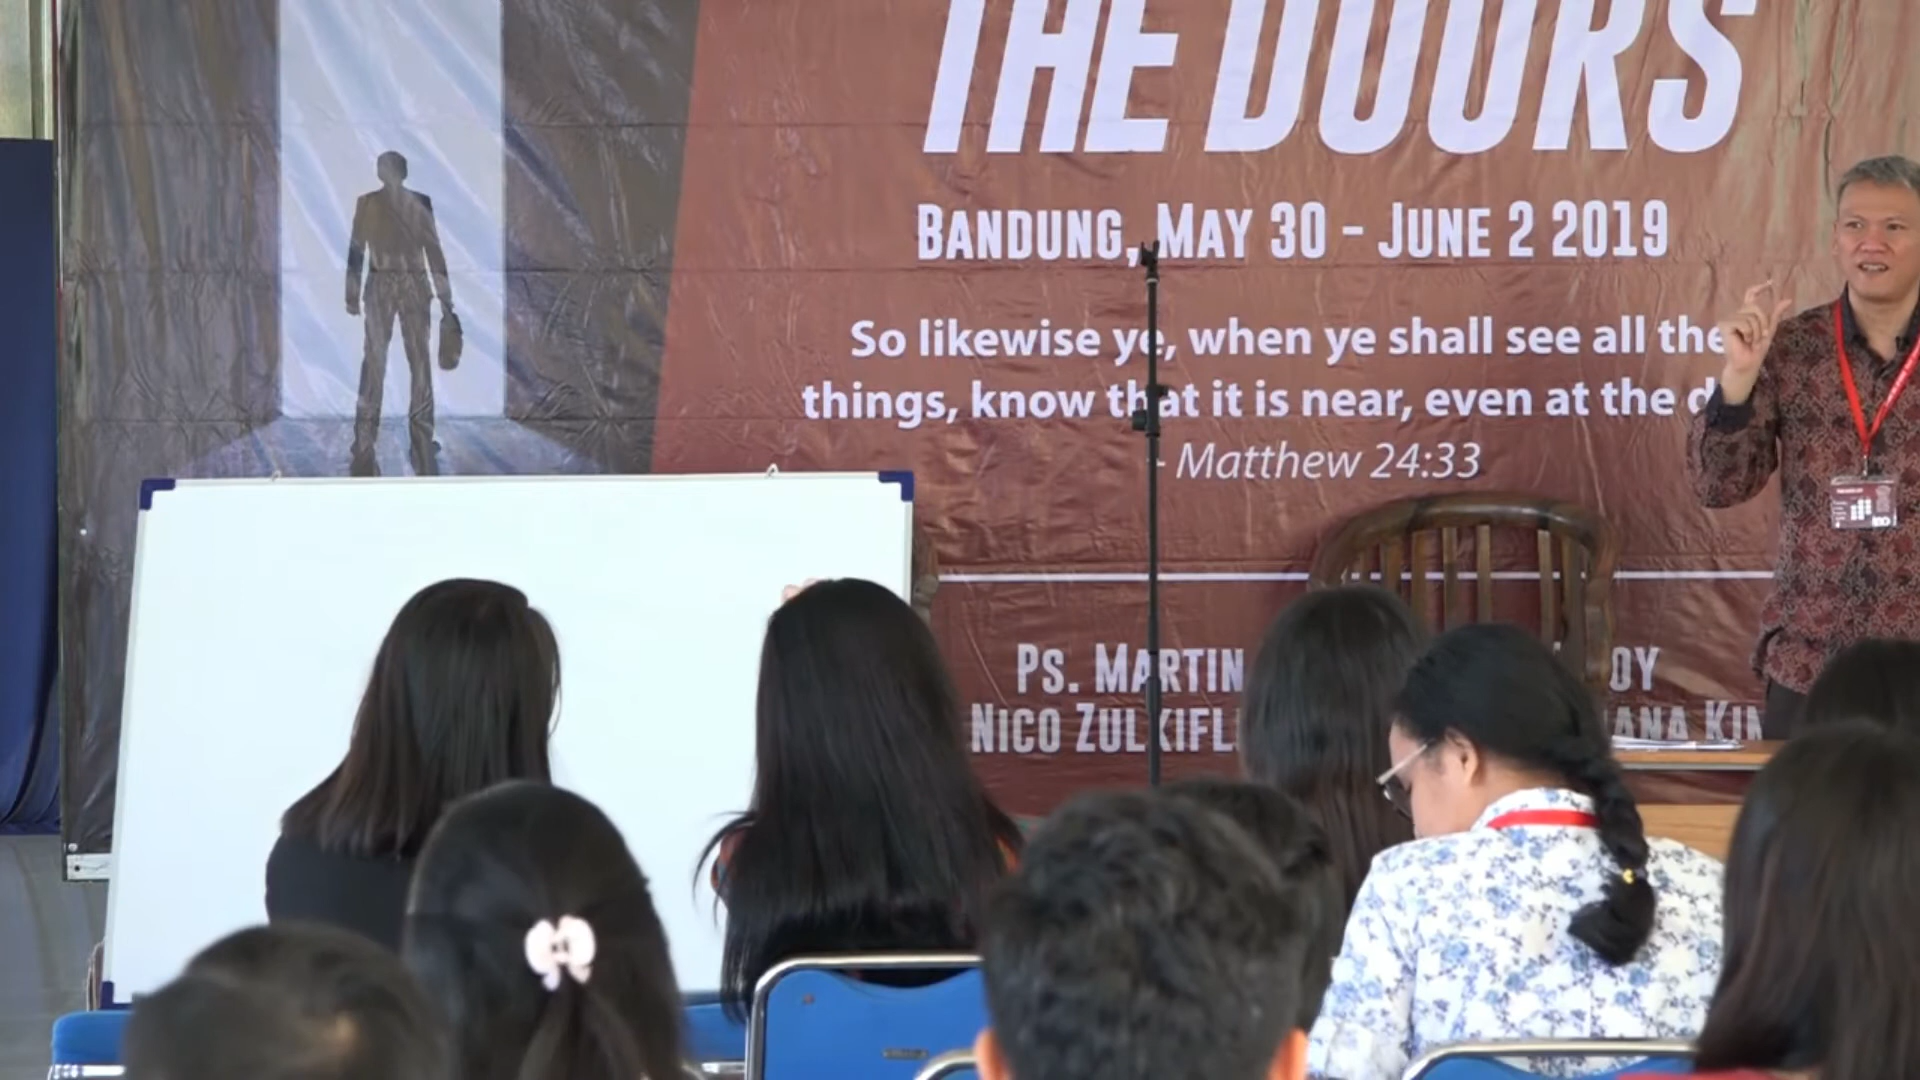 THE DOORS
BANDUNG, MAY 30 - JUNE 2 2019
So likewise ye, when ye shall see all the
things, know that it is near, even at the
- Matthew 24:33
PS. MARTIN
NICO ZULKIFLI